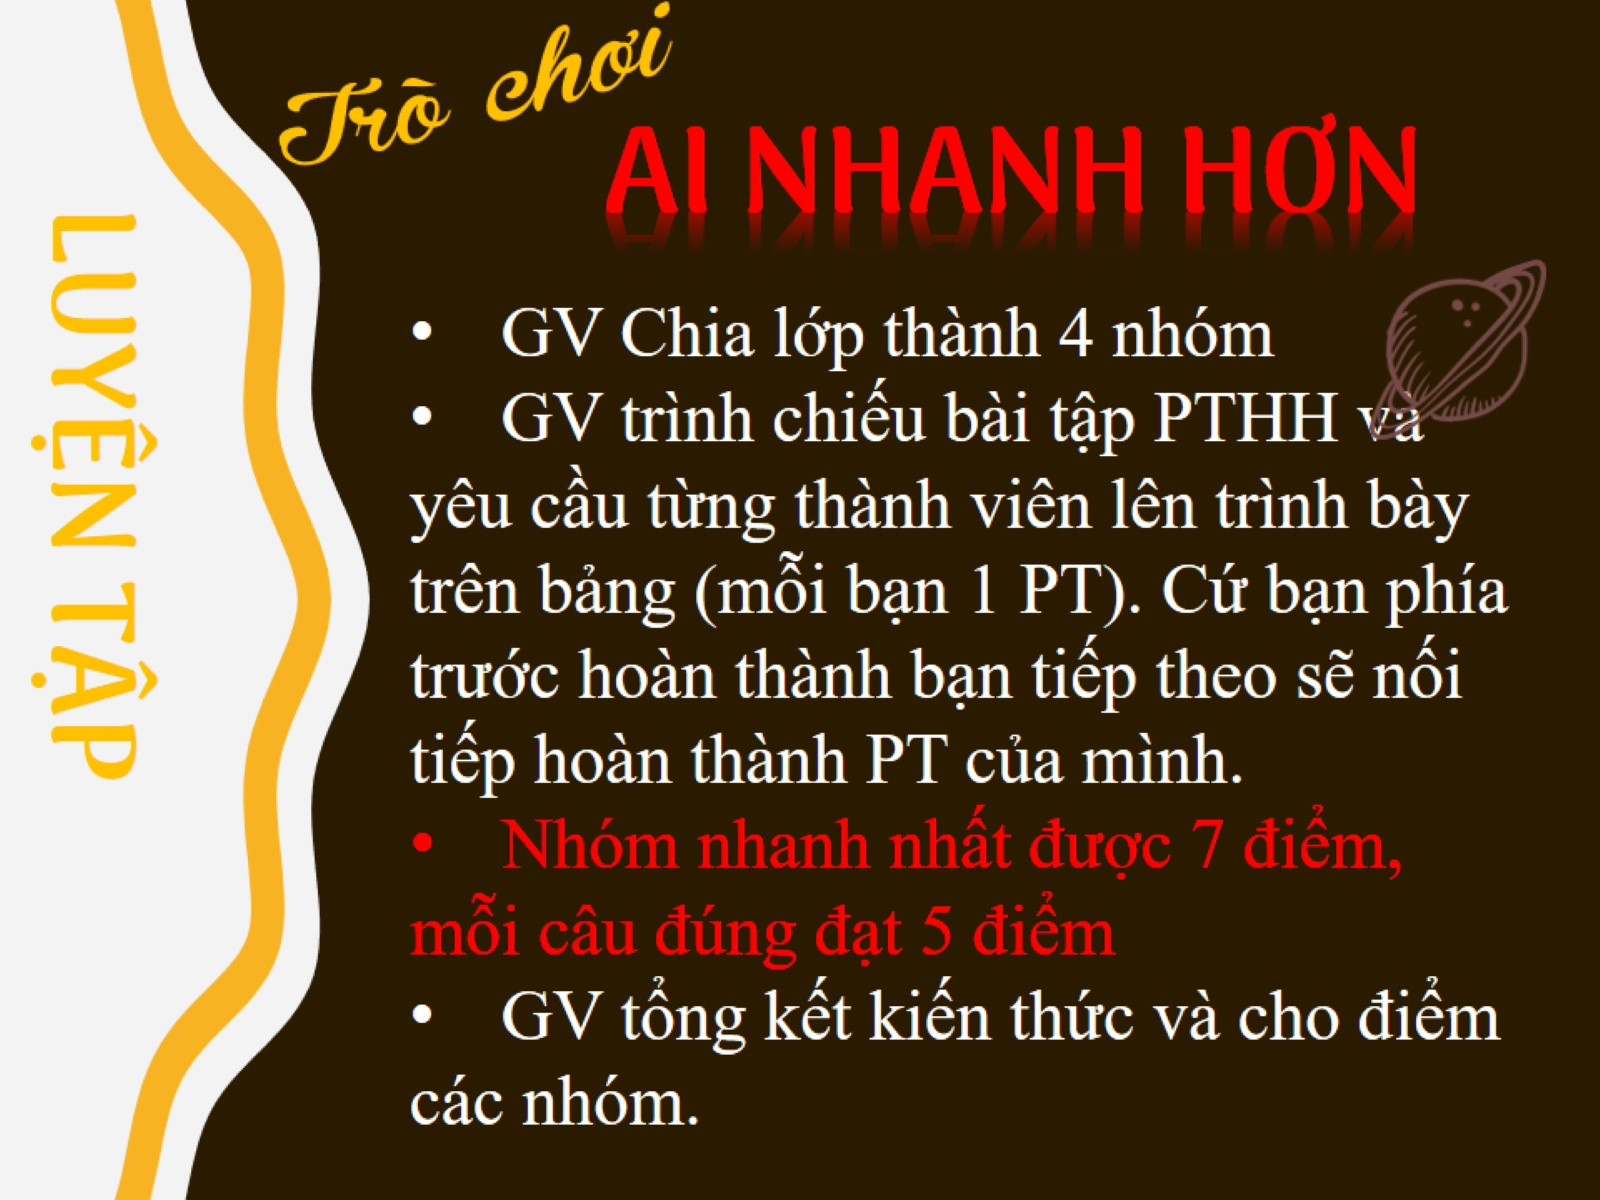 LUYỆN TẬP
Trò chơi
AI NHANH HƠN
• GV Chia lớp thành 4 nhóm
• GV trình chiếu bài tập PTHH và
yêu cầu từng thành viên lên trình bày
trên bảng (mỗi bạn 1 PT). Cứ bạn phía
trước hoàn thành bạn tiếp theo sẽ nối
tiếp hoàn thành PT của mình.
• Nhóm nhanh nhất được 7 điểm,
mỗi câu đúng đạt 5 điểm
• GV tổng kết kiến thức và cho điểm
các nhóm.